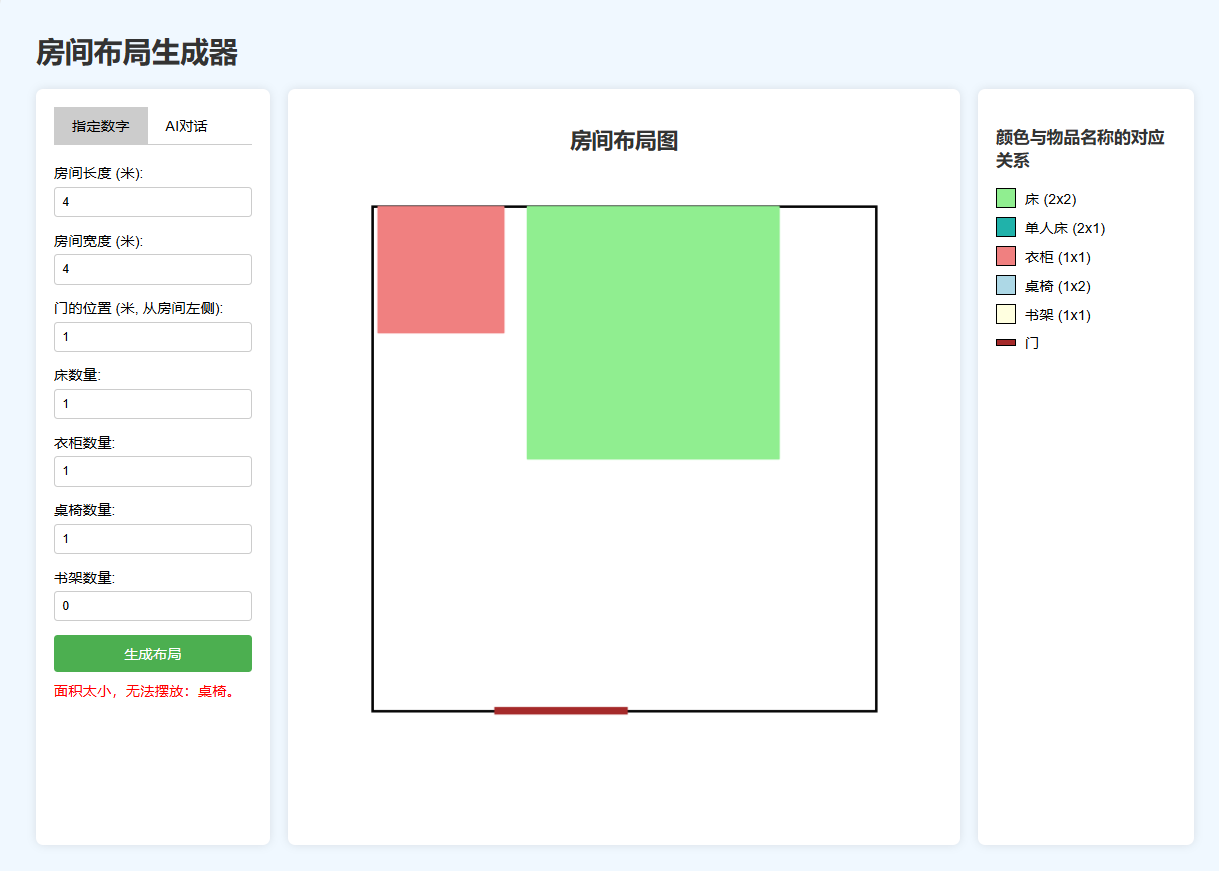 房间布局生成器
指定数字
AI对话
房间长度 (米):
4
房间宽度 (米):
4
门的位置 (米, 从房间左侧):
1
床数量:
1
衣柜数量:
1
桌椅数量:
1
书架数量:
0
生成布局
面积太小，无法摆放：桌椅。
房间布局图
颜色与物品名称的对应
关系
床 (2x2)
单人床 (2x1)
衣柜 (1x1)
桌椅 (1x2)
书架 (1x1)
门